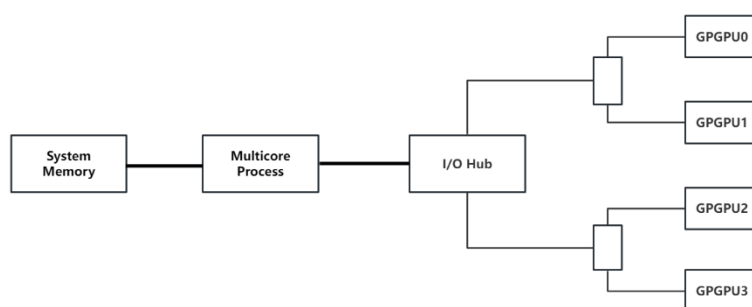 System
Memory
Multicore
Process
I/O Hub
GPGPU0
GPGPU1
GPGPU2
GPGPU3